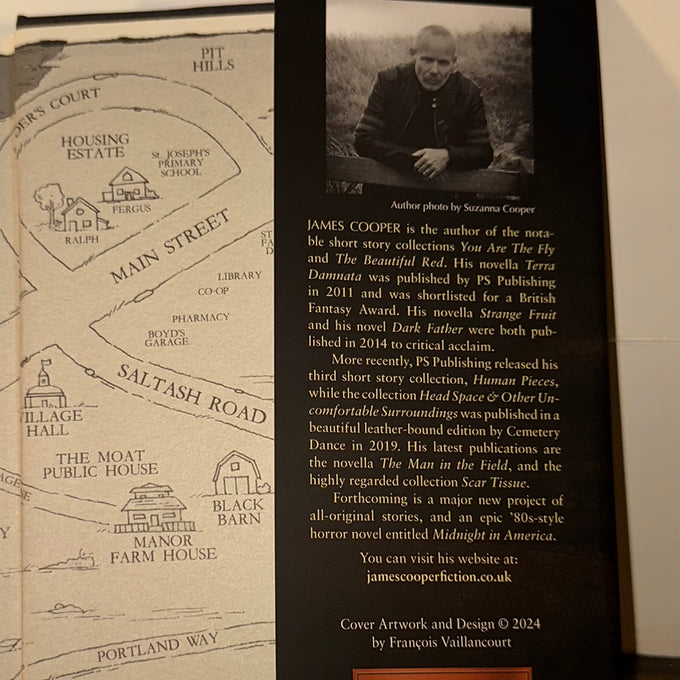 PIT
HILLS
DER'S COURT
HOUSING
ESTATE
ST. JOSEPH'S
PRIMARY
SCHOOL
FERGUS
RALPH
MAIN STREET
ST
FA
D
LIBRARY
CO-OP
PHARMACY
BOYD'S
GARAGE
SALTASH ROAD
VILLAGE
HALL
THE MOAT
PUBLIC HOUSE
BLACK
BARN
MANOR
FARM HOUSE
Y
PORTLAND WAY
Author photo by Suzanna Cooper
JAMES COOPER is the author of the nota-
ble short story collections You Are The Fly
and The Beautiful Red. His novella Terra
Damnata was published by PS Publishing
in 2011 and was shortlisted for a British
Fantasy Award. His novella Strange Fruit
and his novel Dark Father were both pub-
lished in 2014 to critical acclaim.
More recently, PS Publishing released his
third short story collection, Human Pieces,
while the collection Head Space & Other Un-
comfortable Surroundings was published in a
beautiful leather-bound edition by Cemetery
Dance in 2019. His latest publications are
the novella The Man in the Field, and the
highly regarded collection Scar Tissue.
Forthcoming is a major new project of
all-original stories, and an epic '80s-style
horror novel entitled Midnight in America.
You can visit his website at:
jamescooperfiction.co.uk
Cover Artwork and Design © 2024
by François Vaillancourt